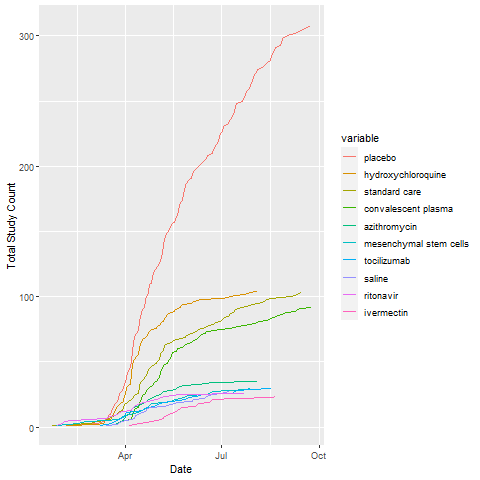 300
200
100
0
Total Study Count
Apr
Jul
Oct
Date
variable
placebo
hydroxychloroquine
standard care
convalescent plasma
azithromycin
mesenchymal stem cells
tocilizumab
saline
ritonavir
ivermectin